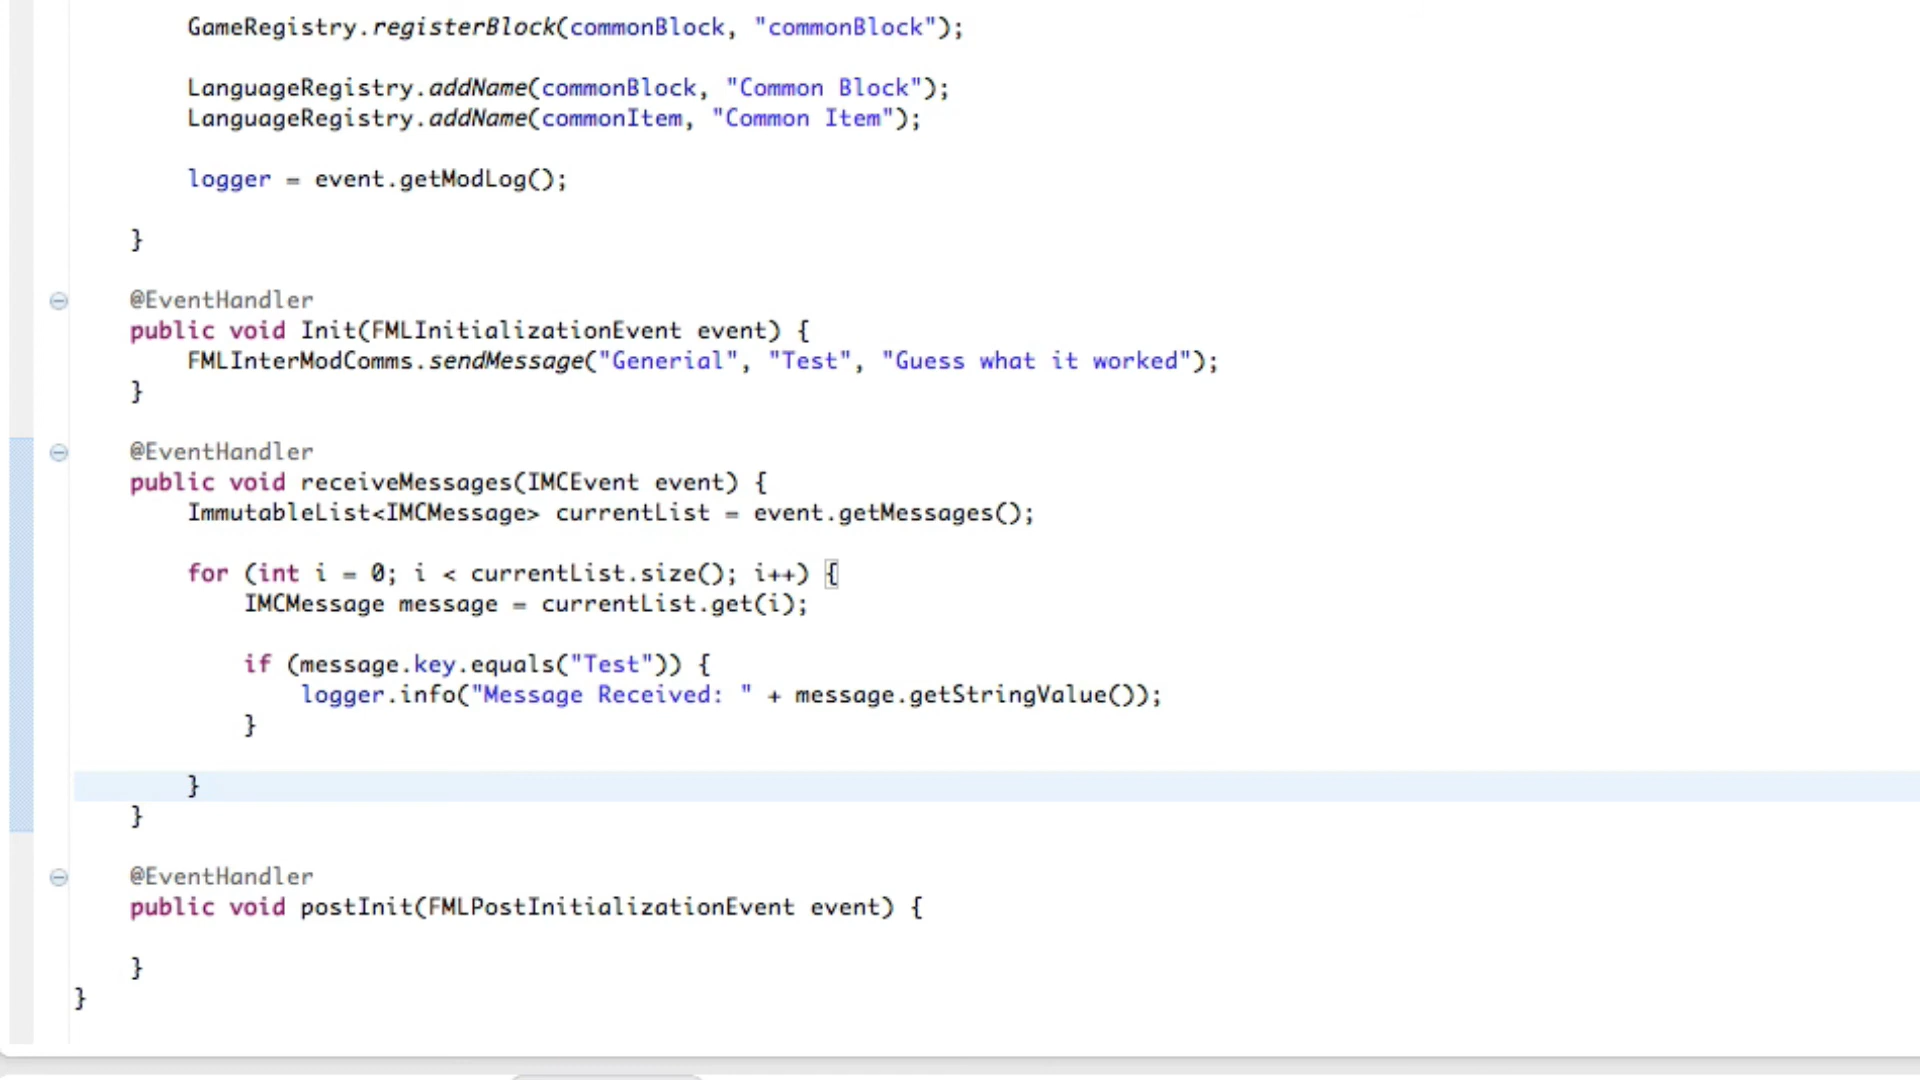 GameRegistry.registerBlock(commonBlock, "commonBlock");
LanguageRegistry.addName(commonBlock, "Common Block");
LanguageRegistry.addName(commonItem, "Common Item");
logger = event.getModLog();
}
@EventHandler
public void Init(FMLInitializationEvent event) {
FMLInterModComms.sendMessage("Generial", "Test", "Guess what it worked");
}
@EventHandler
public void receiveMessages(IMCEvent event) {
ImmutableList<IMCMessage> currentList = event.getMessages();
for (int i = 0; i < currentList.size(); i++) {
IMCMessage message = currentList.get(i);
if (message.key.equals("Test")) {
logger.info("Message Received: " + message.getStringValue());
}
}
}
@EventHandler
public void postInit(FMLPostInitializationEvent event) {
}
}